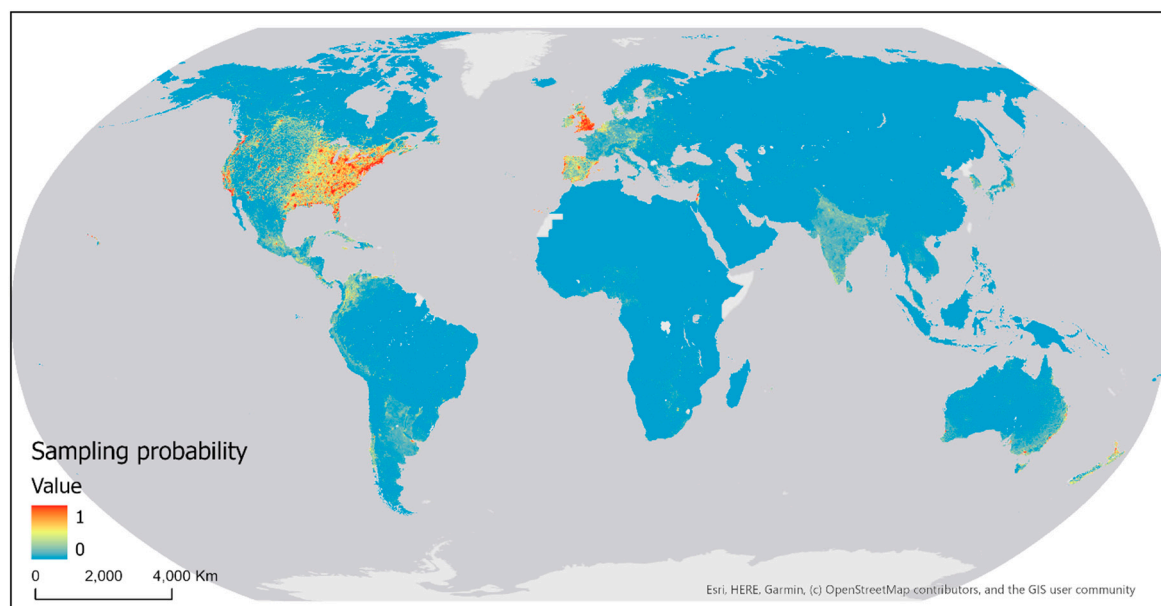 Sampling probability
Value
1
0
0 2,000 4,000 Km
Esri, HERE, Garmin, (c) OpenStreetMap contributors, and the GIS user community